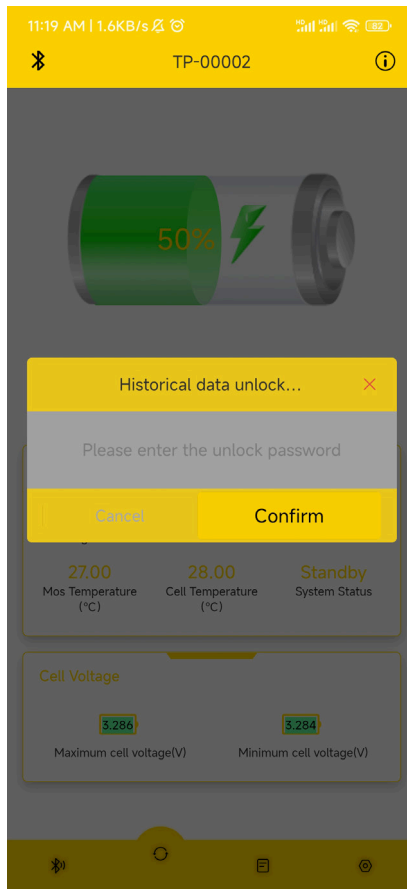 11:19 AM | 1.6KB/s
HD HD 82
TP-00002
50%
Historical data unlock...
Please enter the unlock password
Cancel Confirm
27.00 28.00 Standby
Mos Temperature Cell Temperature System Status
(°C) (°C)
Cell Voltage
3.286 3.284
Maximum cell voltage(V) Minimum cell voltage(V)